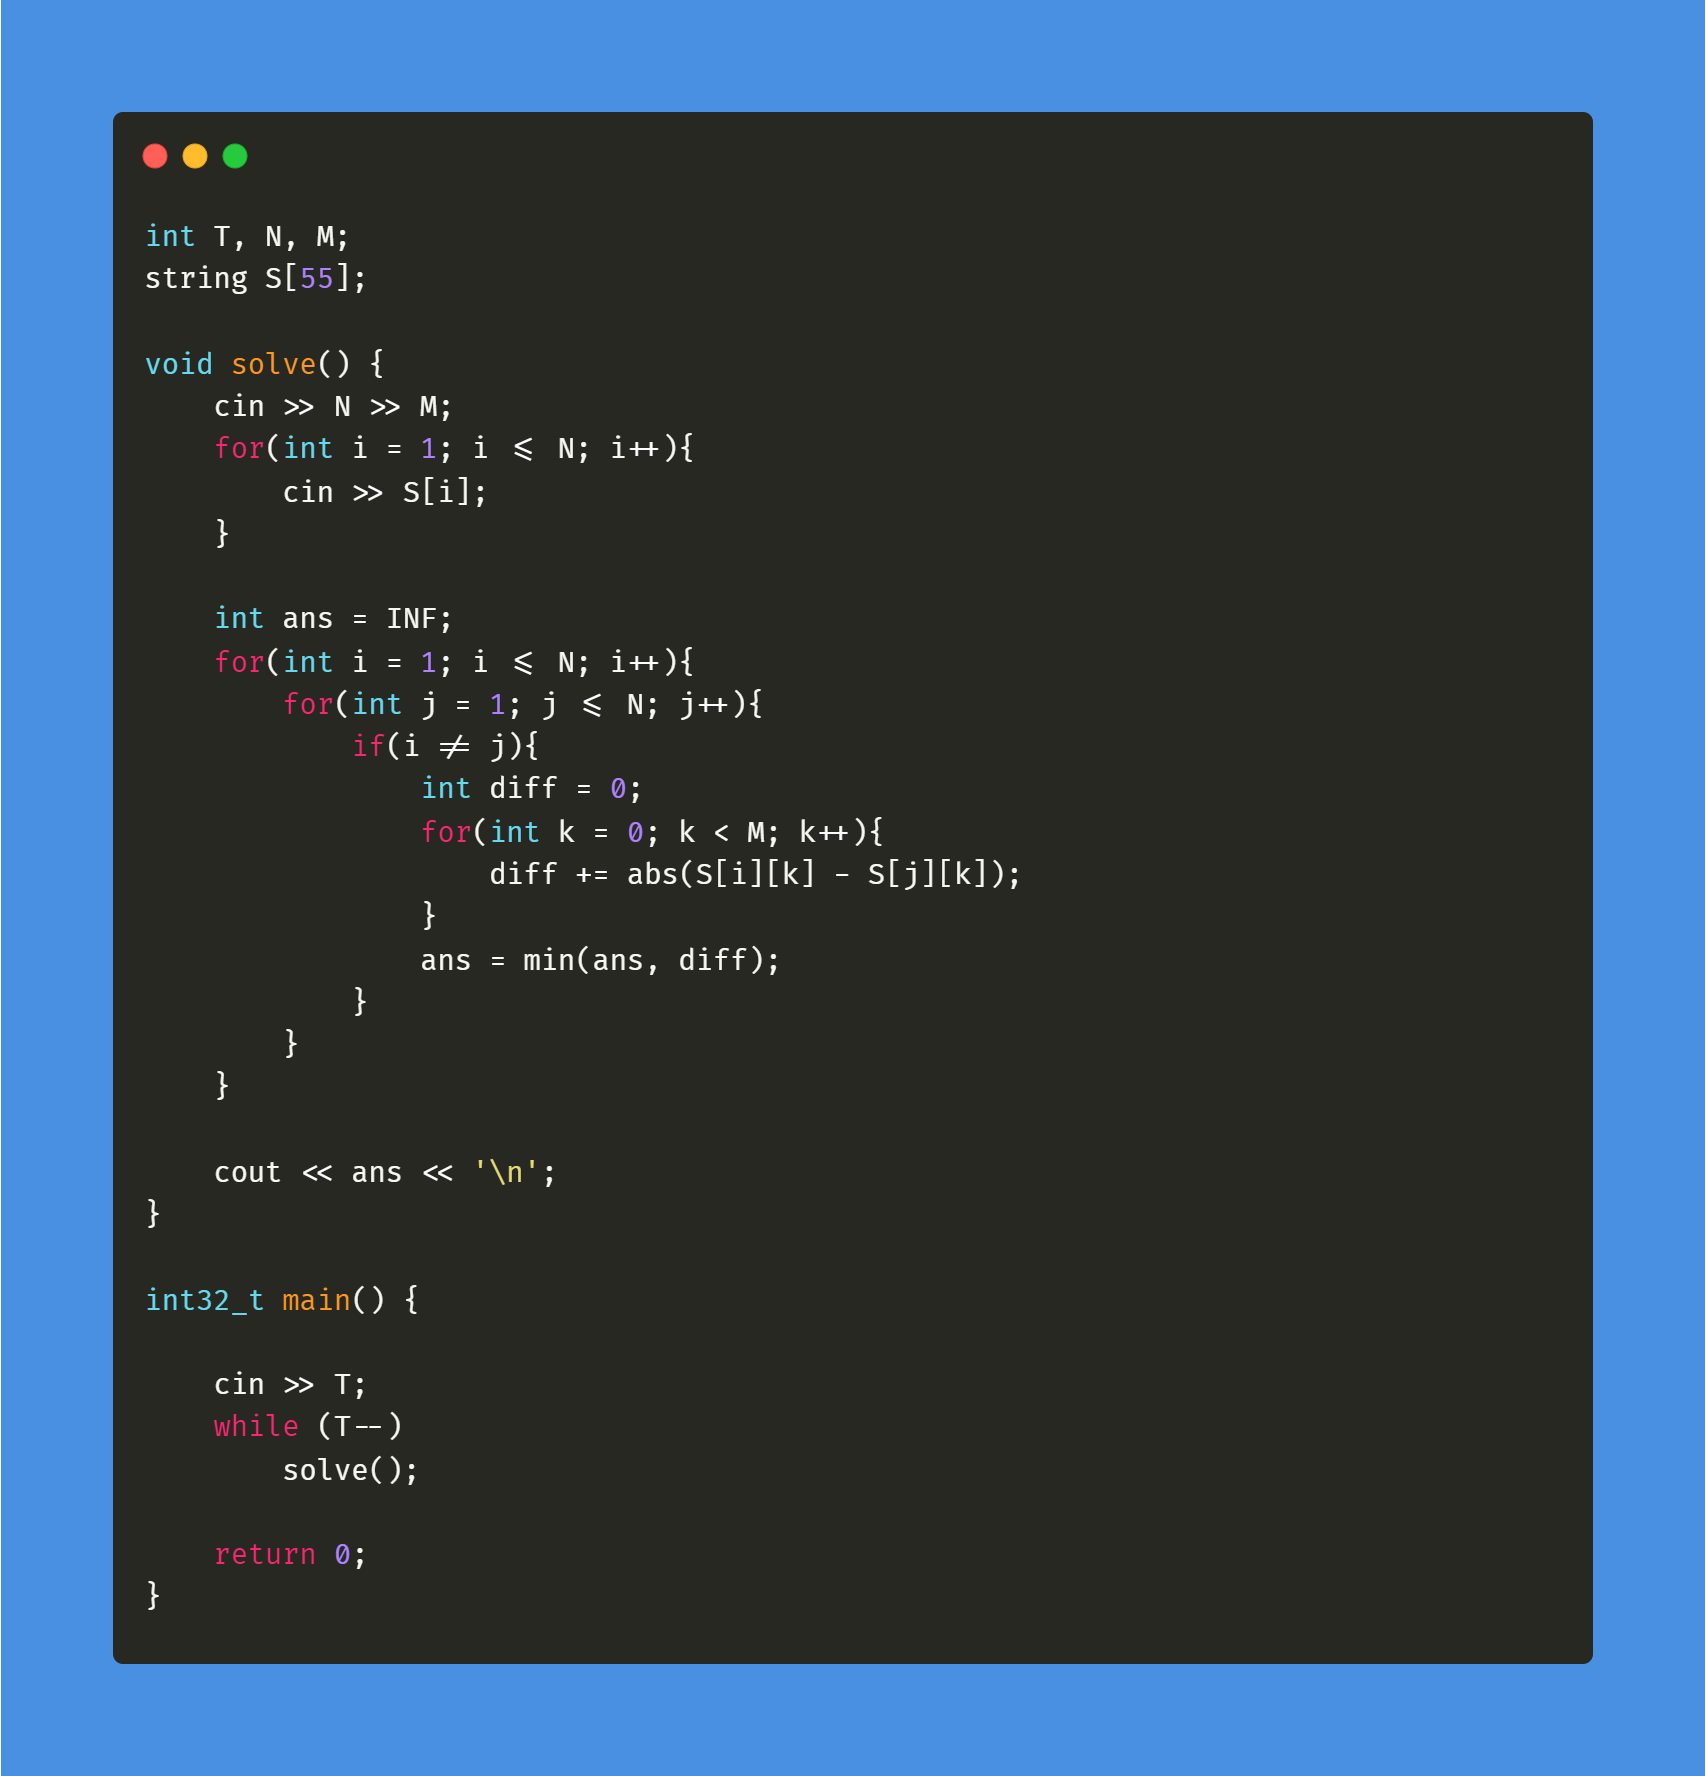 int T, N, M;
string S[55];

void solve() {
    cin >> N >> M;
    for(int i = 1; i <= N; i++){
        cin >> S[i];
    }

    int ans = INF;
    for(int i = 1; i <= N; i++){
        for(int j = 1; j <= N; j++){
            if(i != j){
                int diff = 0;
                for(int k = 0; k < M; k++){
                    diff += abs(S[i][k] - S[j][k]);
                }
                ans = min(ans, diff);
            }
        }
    }

    cout << ans << '\n';
}

int32_t main() {

    cin >> T;
    while (T--)
        solve();

    return 0;
}